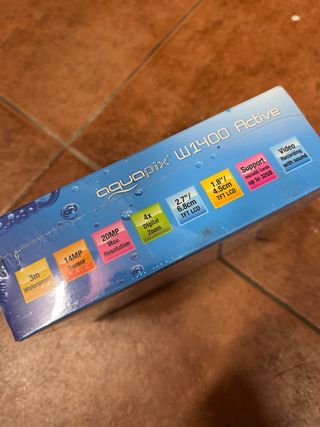 aquapix W1400 Active
3m
Waterproof
14MP
Sensor
20MP
Max.
Resolution
4x
Digital
Zoom
2.7"/
6.8cm
TFT LCD
1.8"/
4.5cm
TFT LCD
Support
up to 32GB
Video
Recording
with sound